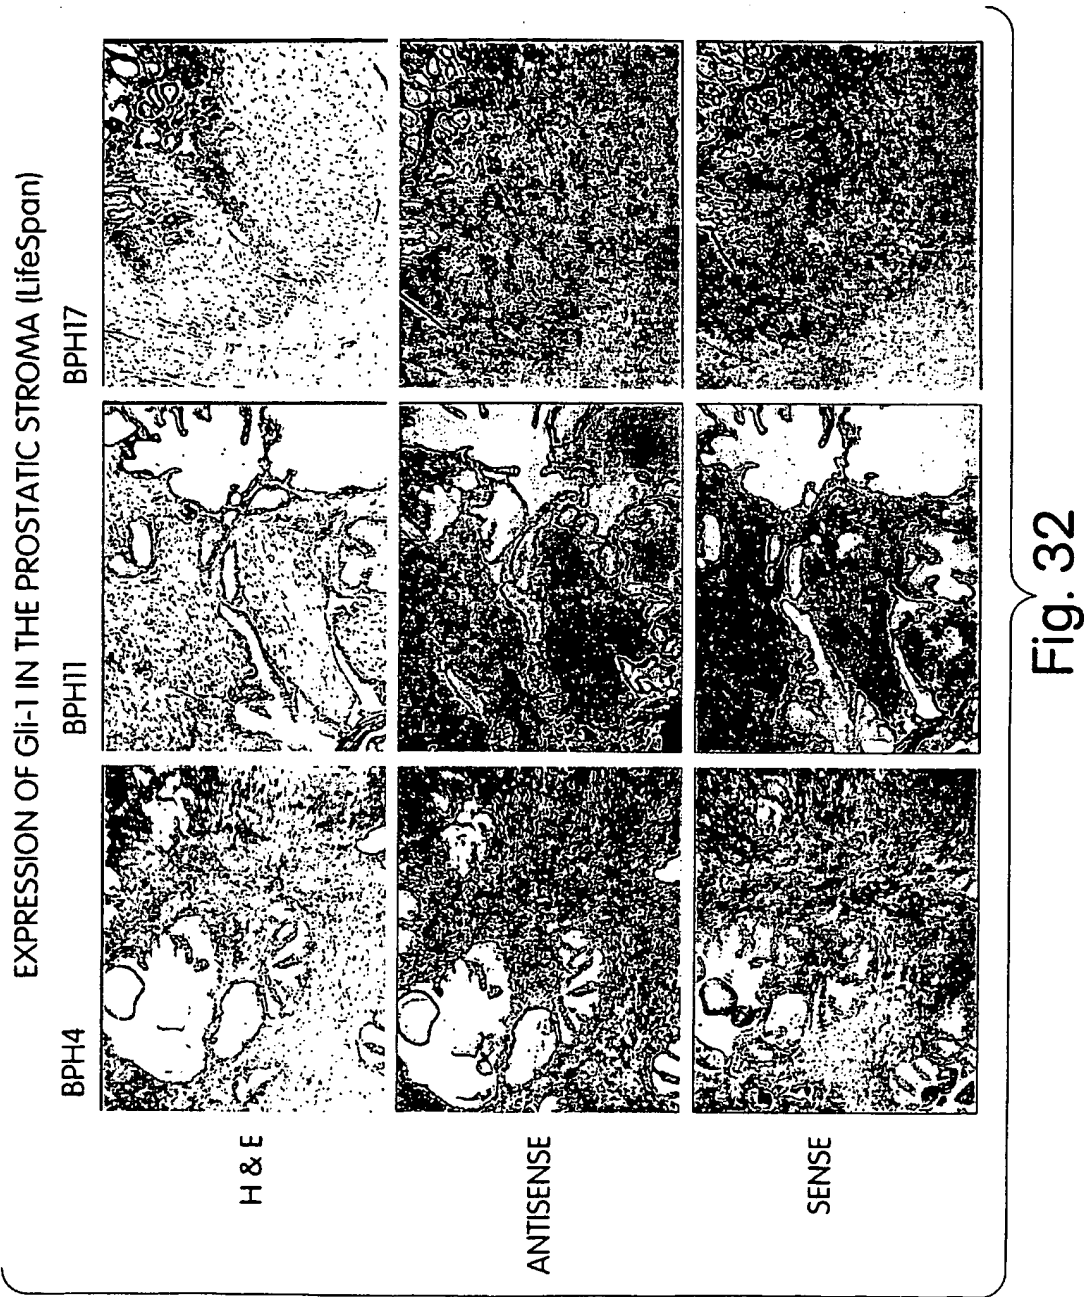 EXPRESSION OF Gli-1 IN THE PROSTATIC STROMA (LifeSpan)
BPH4
BPH11
BPH17
H & E
ANTISENSE
SENSE
Fig. 32